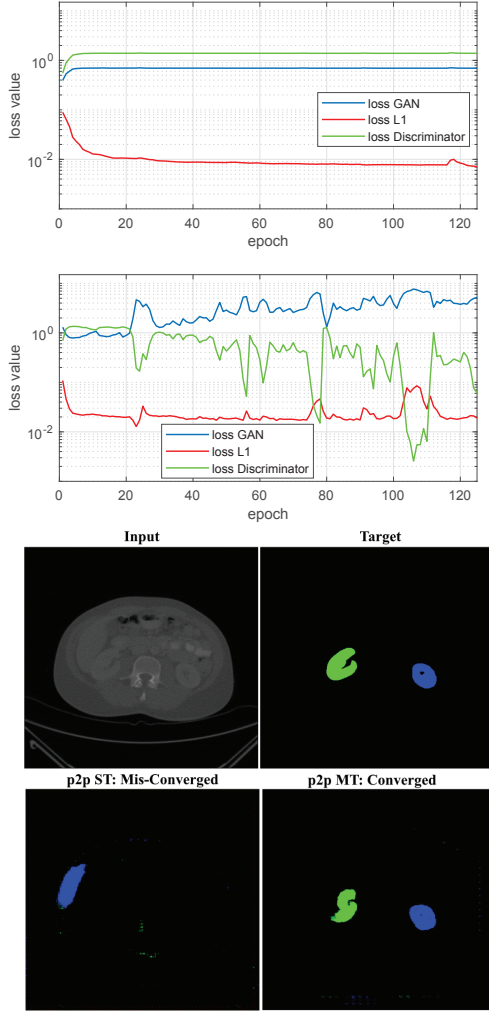 10^0
10^-2
loss value
loss GAN
loss L1
loss Discriminator
0 20 40 60 80 100 120
epoch
10^0
10^-2
loss value
loss GAN
loss L1
loss Discriminator
0 20 40 60 80 100 120
epoch
Input Target
p2p ST: Mis-Converged p2p MT: Converged